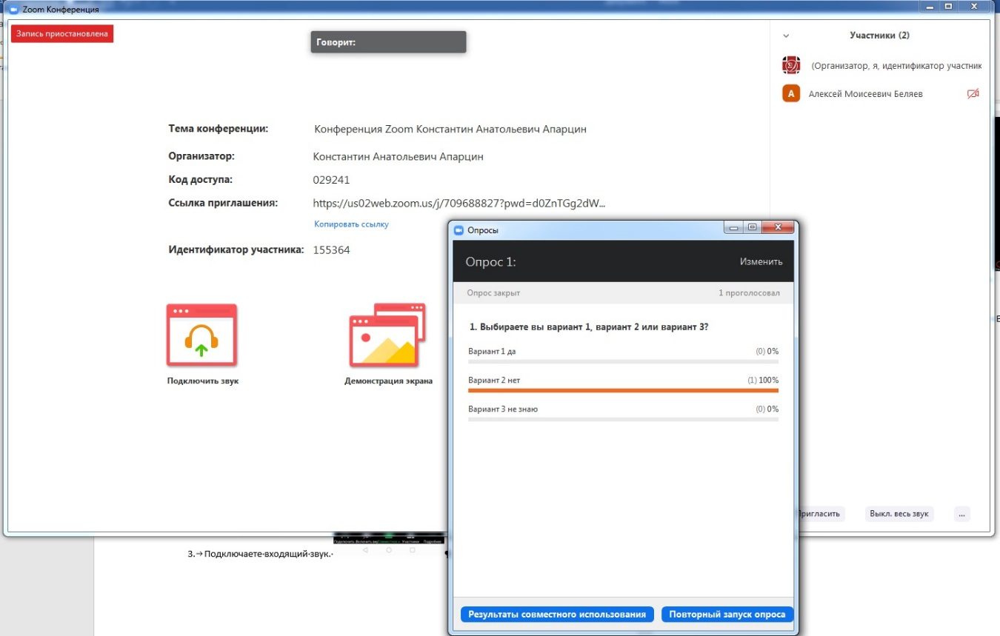 Zoom Конференция
Запись приостановлена
Говорит:
Участники (2)
(Организатор, я, идентификатор участник
А
Алексей Моисеевич Беляев
Тема конференции:
Конференция Zoom Константин Анатольевич Апарцин
Организатор:
Константин Анатольевич Апарцин
Код доступа:
029241
Ссылка приглашения:
https://us02web.zoom.us/j/709688827?pwd=d0ZnTGg2dW...
Копировать ссылку
Идентификатор участника:
155364
Подключить звук
Демонстрация экрана
Опросы
Опрос 1:
Изменить
Опрос закрыт
1 проголосовал
1. Выбираете вы вариант 1, вариант 2 или вариант 3?
Вариант 1 да
(0) 0%
Вариант 2 нет
(1) 100%
Вариант 3 не знаю
(0) 0%
Результаты совместного использования
Повторный запуск опроса
Пригласить
Выкл. весь звук
...
3.→Подключаете·входящий·звук.·